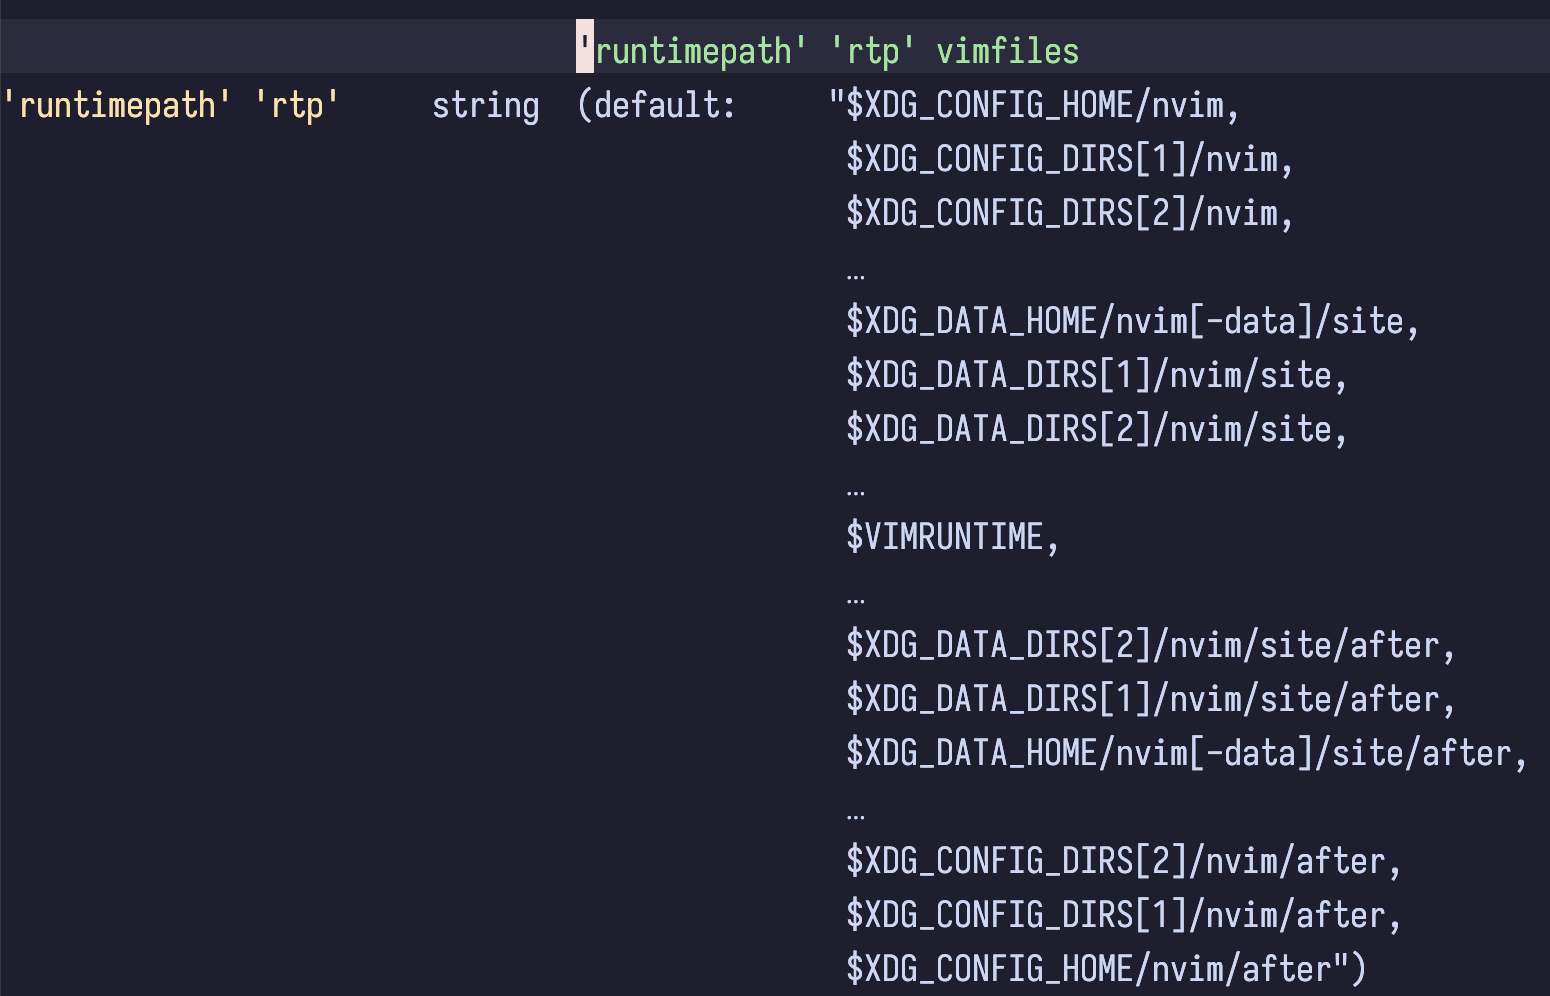 'runtimepath' 'rtp' vimfiles
'runtimepath' 'rtp' string (default: "$XDG_CONFIG_HOME/nvim,
$XDG_CONFIG_DIRS[1]/nvim,
$XDG_CONFIG_DIRS[2]/nvim,
…
$XDG_DATA_HOME/nvim[-data]/site,
$XDG_DATA_DIRS[1]/nvim/site,
$XDG_DATA_DIRS[2]/nvim/site,
…
$VIMRUNTIME,
…
$XDG_DATA_DIRS[2]/nvim/site/after,
$XDG_DATA_DIRS[1]/nvim/site/after,
$XDG_DATA_HOME/nvim[-data]/site/after,
…
$XDG_CONFIG_DIRS[2]/nvim/after,
$XDG_CONFIG_DIRS[1]/nvim/after,
$XDG_CONFIG_HOME/nvim/after")